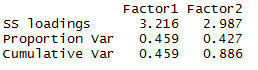 Factor1 Factor2
SS loadings 3.216 2.987
Proportion Var 0.459 0.427
Cumulative Var 0.459 0.886